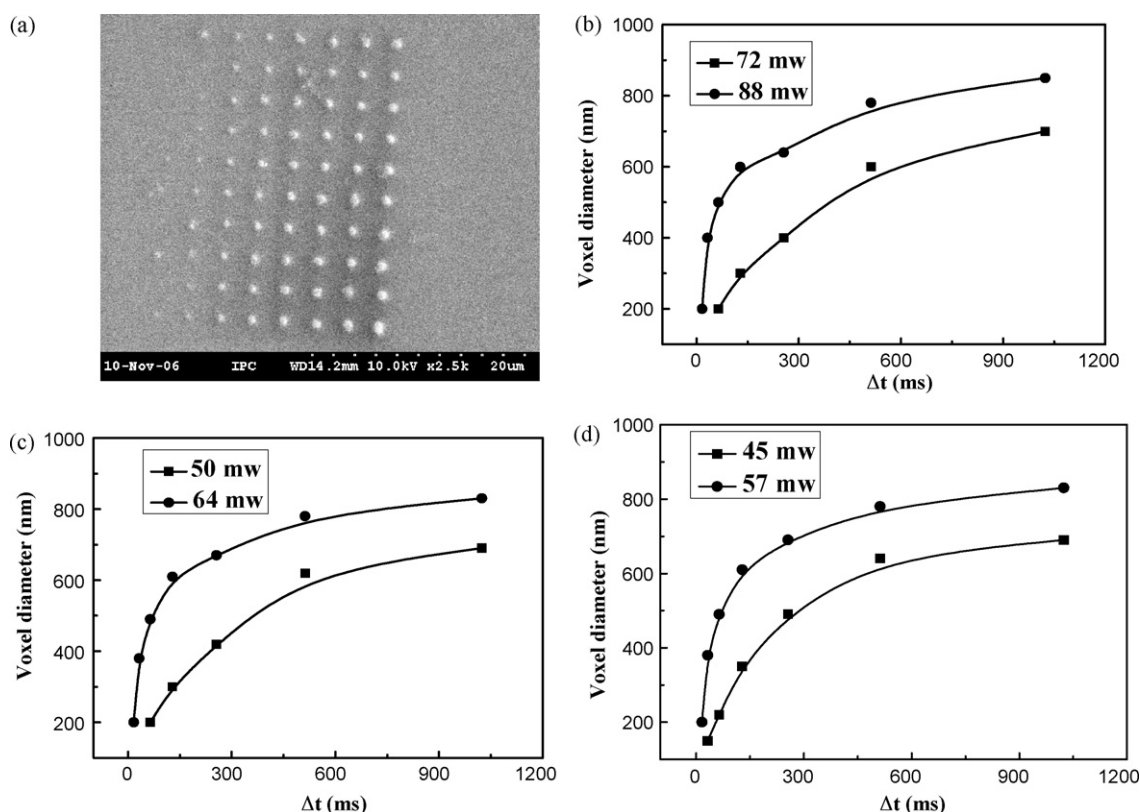 (a)
10-Nov-06 IPC WD14.2mm 10.0kV x2.5k 20um
(b)
1000
800
600
400
200
Voxel diameter (nm)
72 mw
88 mw
0 300 600 900 1200
Δt (ms)
(c)
1000
800
600
400
200
Voxel diameter (nm)
50 mw
64 mw
0 300 600 900 1200
Δt (ms)
(d)
1000
800
600
400
200
Voxel diameter (nm)
45 mw
57 mw
0 300 600 900 1200
Δt (ms)